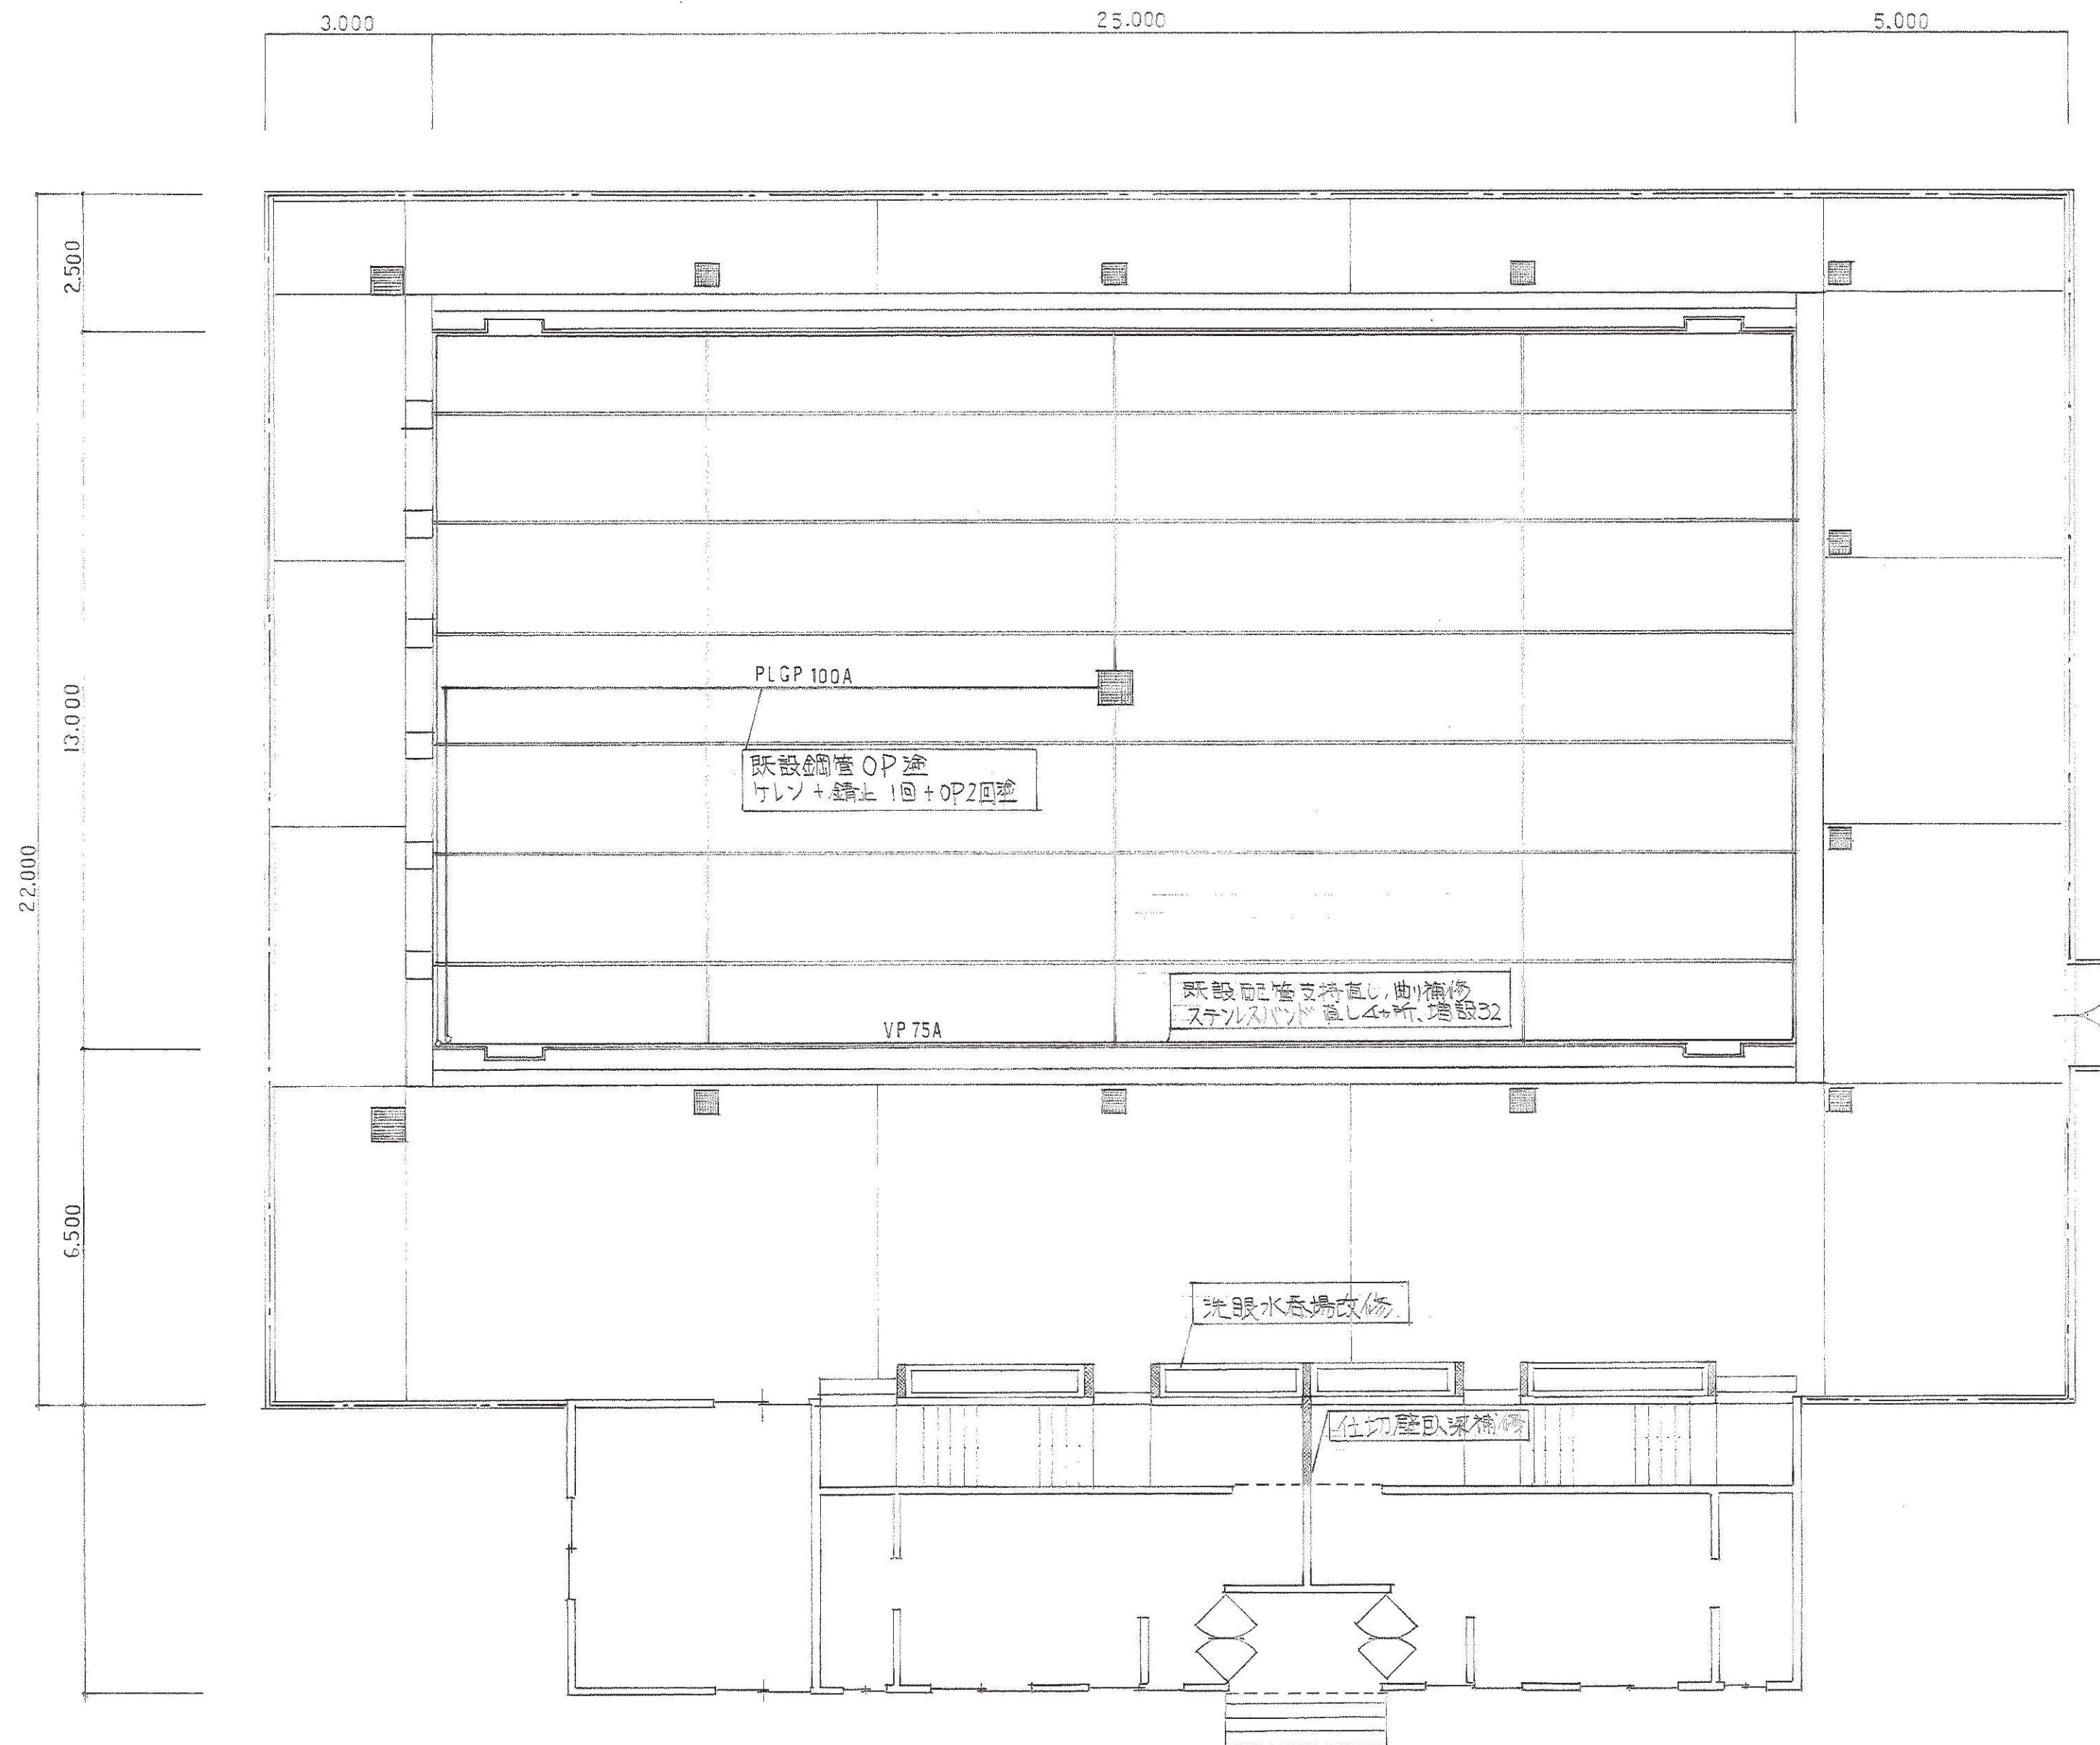 3.000
25.000
5.000
2.500
13.000
22.000
6.500
PLGP 100A
既設鋼管 OP塗
ケレン+錆止 1回+OP2回塗
既設配管支持直し,曲り補修
ステンレスバンド 直し4ヶ所、増設32
VP 75A
洗眼水呑場改修
仕切壁
補修